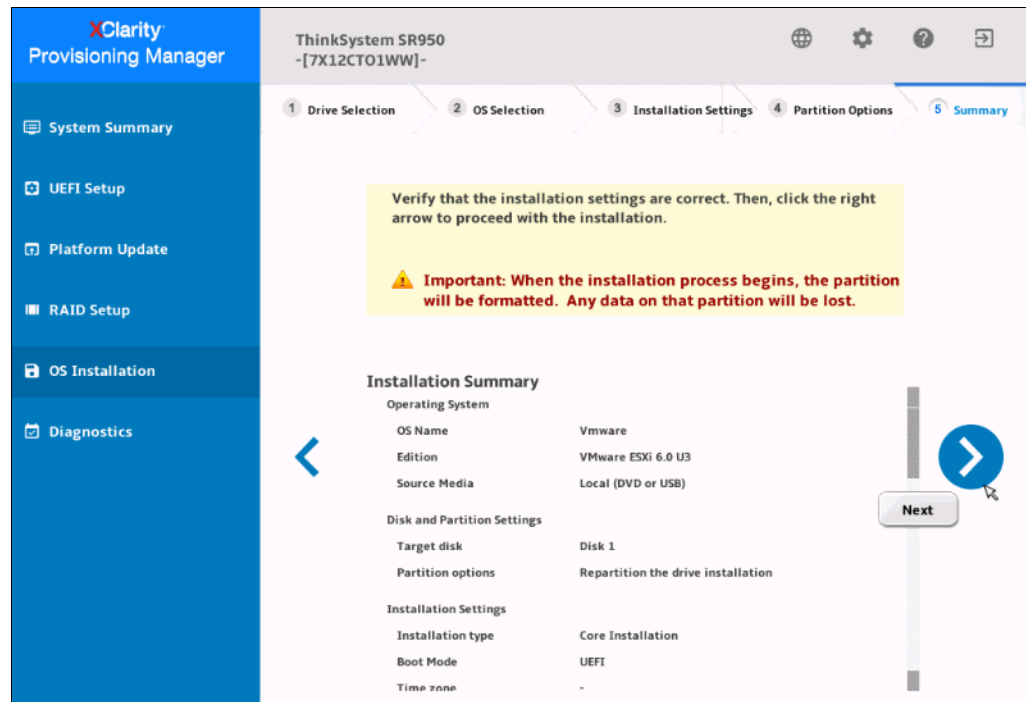 XClarity
Provisioning Manager
ThinkSystem SR950
-[7X12CTO1WW]-
1 Drive Selection
2 OS Selection
3 Installation Settings
4 Partition Options
5 Summary
System Summary
UEFI Setup
Platform Update
RAID Setup
OS Installation
Diagnostics
Verify that the installation settings are correct. Then, click the right
arrow to proceed with the installation.
Important: When the installation process begins, the partition
will be formatted. Any data on that partition will be lost.
Installation Summary
Operating System
OS Name Vmware
Edition VMware ESXi 6.0 U3
Source Media Local (DVD or USB)
Next
Disk and Partition Settings
Target disk Disk 1
Partition options Repartition the drive installation
Installation Settings
Installation type Core Installation
Boot Mode UEFI
Time zone -